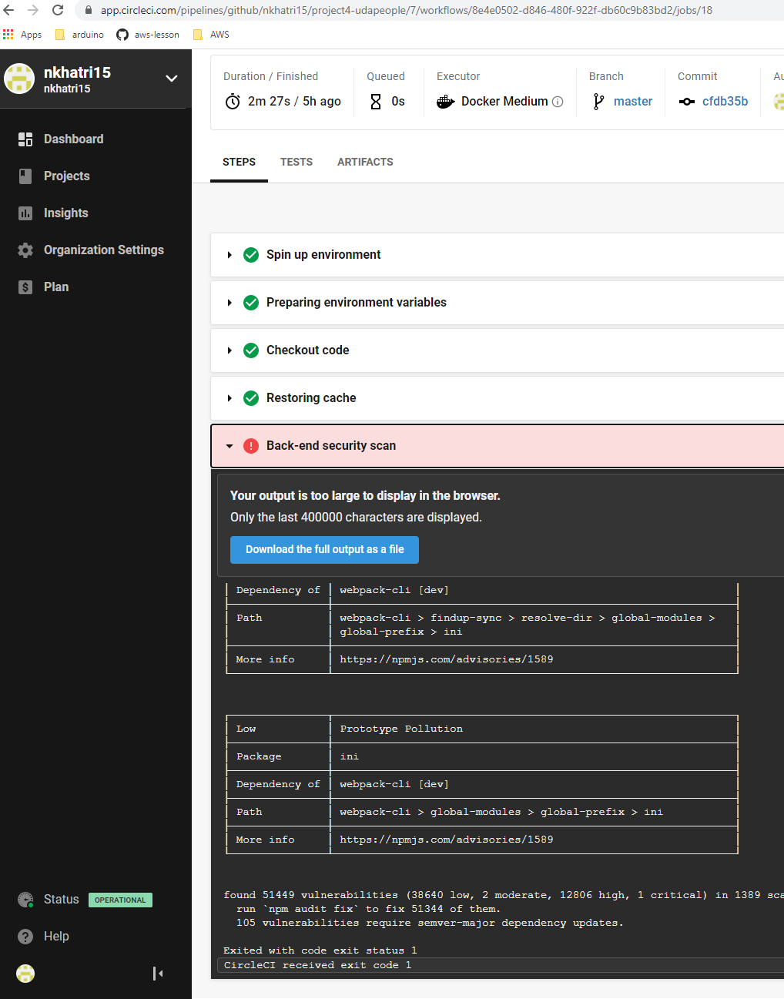 app.circleci.com/pipelines/github/nkhatri15/project4-udapeople/7/workflows/8e4e0502-d846-480f-922f-db60c9b83bd2/jobs/18
Apps arduino aws-lesson AWS
nkhatri15
nkhatri15
Dashboard
Projects
Insights
Organization Settings
Plan
Status OPERATIONAL
Help
Duration / Finished Queued Executor Branch Commit Au
2m 27s / 5h ago 0s Docker Medium master cfdb35b
STEPS TESTS ARTIFACTS
Spin up environment
Preparing environment variables
Checkout code
Restoring cache
Back-end security scan
Your output is too large to display in the browser.
Only the last 400000 characters are displayed.
Download the full output as a file
Dependency of webpack-cli [dev]
Path webpack-cli > findup-sync > resolve-dir > global-modules >
global-prefix > ini
More info https://npmjs.com/advisories/1589
Low Prototype Pollution
Package ini
Dependency of webpack-cli [dev]
Path webpack-cli > global-modules > global-prefix > ini
More info https://npmjs.com/advisories/1589
found 51449 vulnerabilities (38640 low, 2 moderate, 12806 high, 1 critical) in 1389 sca
run `npm audit fix` to fix 51344 of them.
105 vulnerabilities require semver-major dependency updates.
Exited with code exit status 1
CircleCI received exit code 1